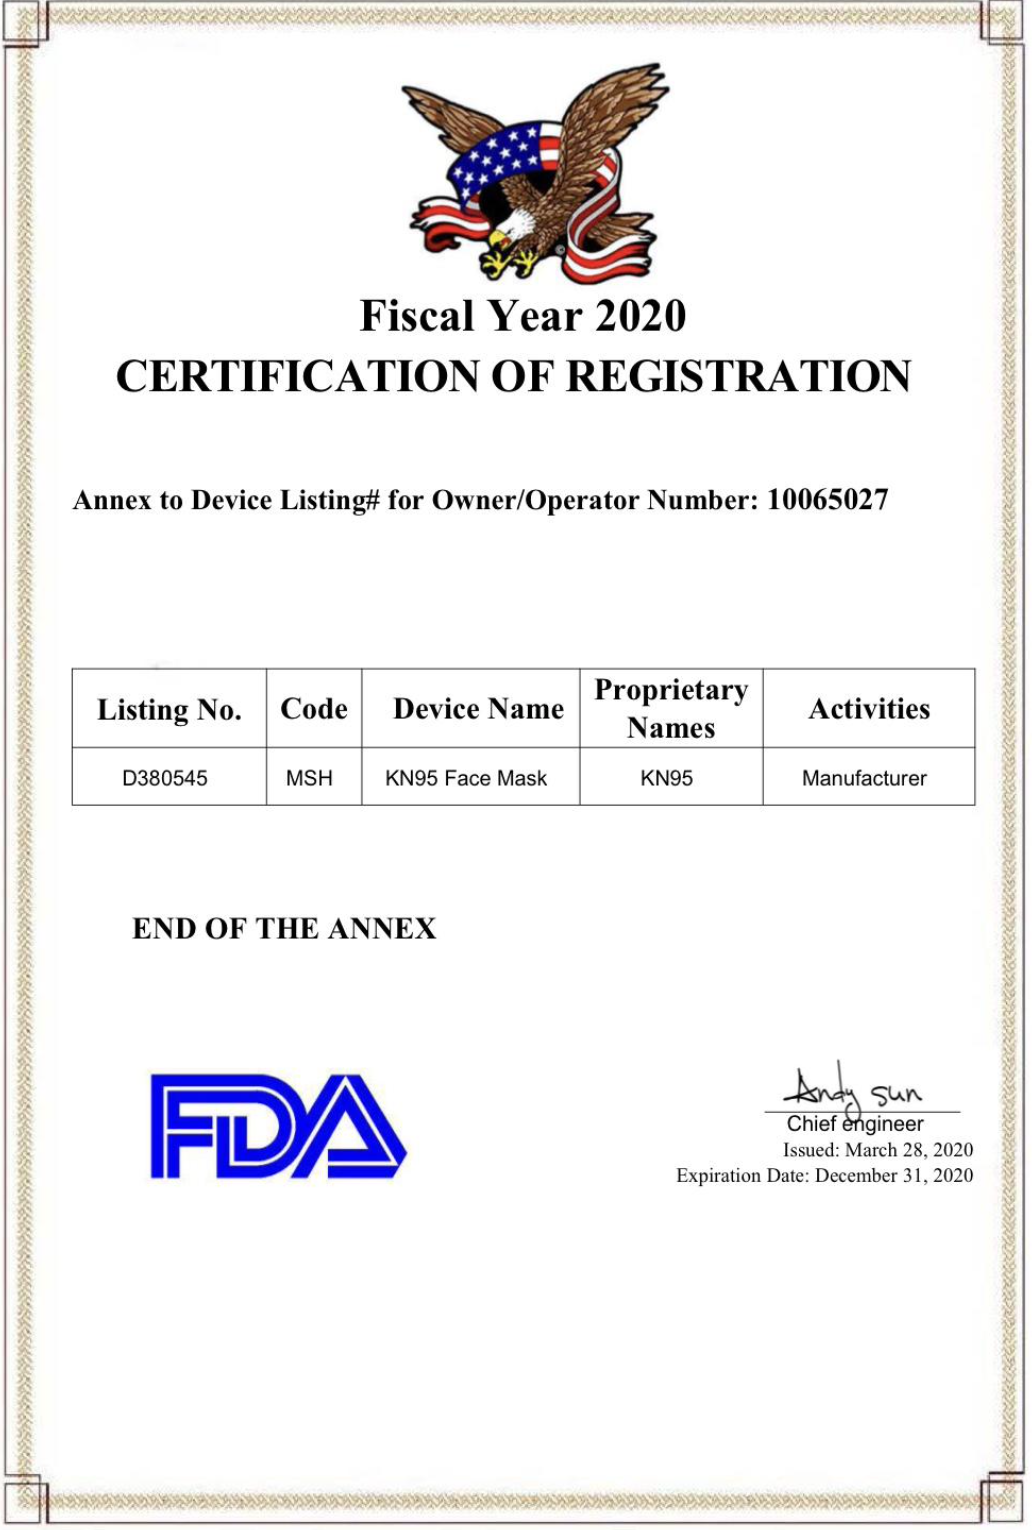 Fiscal Year 2020
CERTIFICATION OF REGISTRATION
Annex to Device Listing# for Owner/Operator Number: 10065027
Listing No. Code Device Name Proprietary Names Activities
D380545 MSH KN95 Face Mask KN95 Manufacturer
END OF THE ANNEX
FDA
Andy sun
Chief engineer
Issued: March 28, 2020
Expiration Date: December 31, 2020